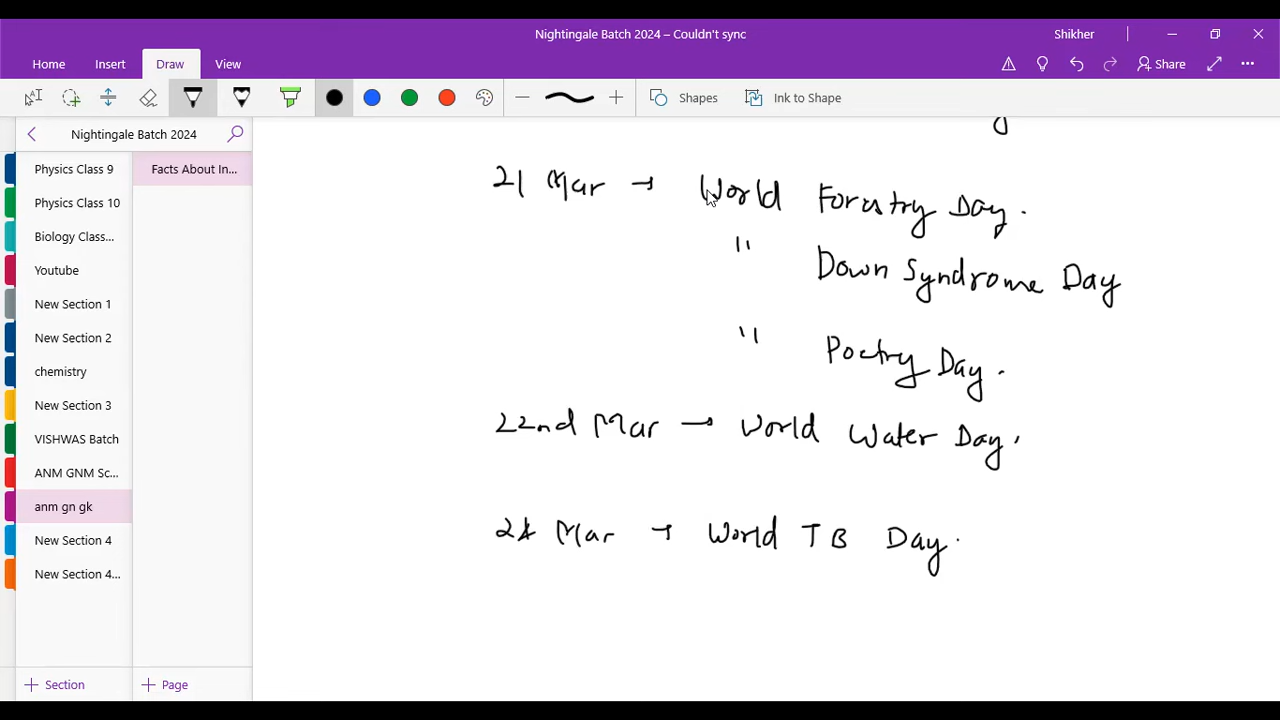 Nightingale Batch 2024 – Couldn't sync
Shikher
Home Insert Draw View
Share
Shapes
Ink to Shape
Nightingale Batch 2024
Physics Class 9
Facts About In...
Physics Class 10
Biology Class...
Youtube
New Section 1
New Section 2
chemistry
New Section 3
VISHWAS Batch
ANM GNM Sc...
anm gn gk
New Section 4
New Section 4...
+ Section
+ Page
21 Mar → World Forestry Day.
" Down Syndrome Day
" Poetry Day.
22nd Mar → World Water Day.
24 Mar → World TB Day.